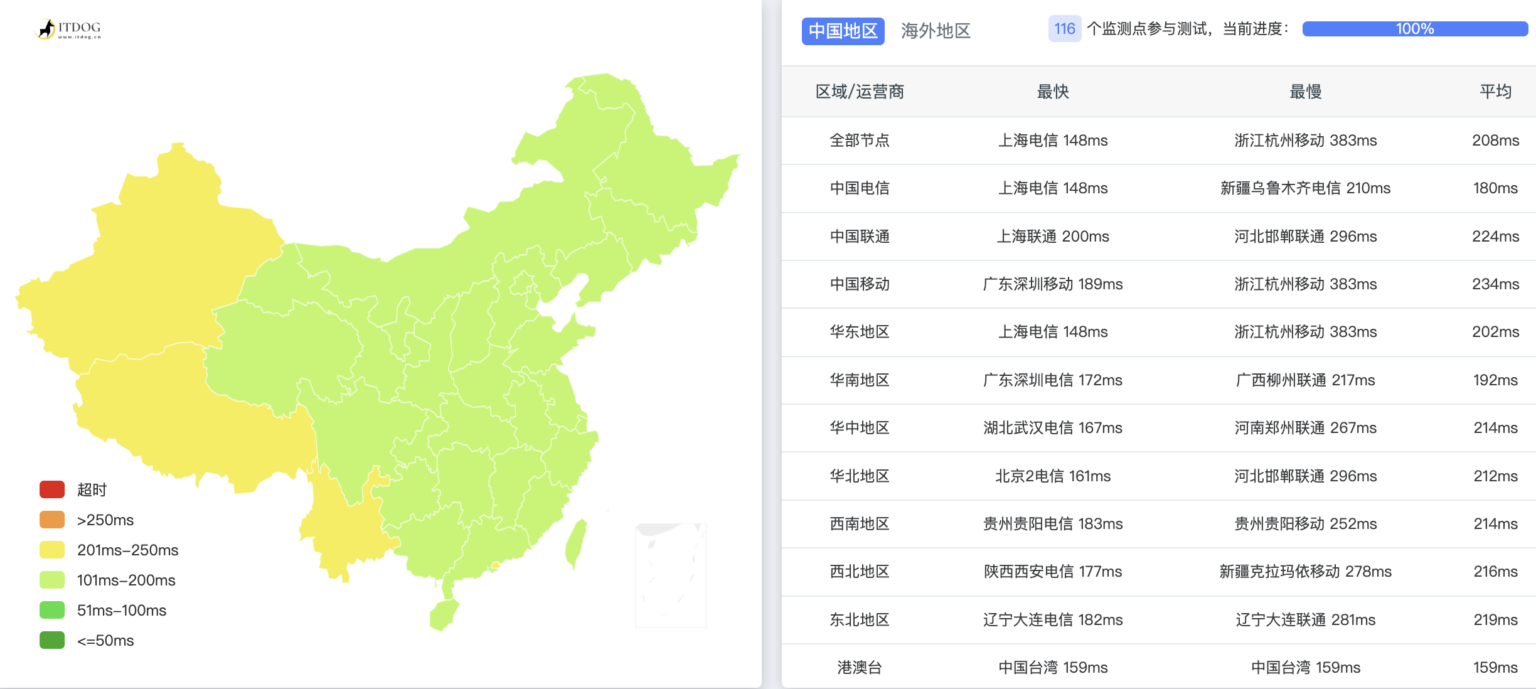 ITDOG
www.itdog.cn
超时
>250ms
201ms-250ms
101ms-200ms
51ms-100ms
<=50ms
中国地区 海外地区 116 个监测点参与测试，当前进度： 100%
区域/运营商 最快 最慢 平均
全部节点 上海电信 148ms 浙江杭州移动 383ms 208ms
中国电信 上海电信 148ms 新疆乌鲁木齐电信 210ms 180ms
中国联通 上海联通 200ms 河北邯郸联通 296ms 224ms
中国移动 广东深圳移动 189ms 浙江杭州移动 383ms 234ms
华东地区 上海电信 148ms 浙江杭州移动 383ms 202ms
华南地区 广东深圳电信 172ms 广西柳州联通 217ms 192ms
华中地区 湖北武汉电信 167ms 河南郑州联通 267ms 214ms
华北地区 北京2电信 161ms 河北邯郸联通 296ms 212ms
西南地区 贵州贵阳电信 183ms 贵州贵阳移动 252ms 214ms
西北地区 陕西西安电信 177ms 新疆克拉玛依移动 278ms 216ms
东北地区 辽宁大连电信 182ms 辽宁大连联通 281ms 219ms
港澳台 中国台湾 159ms 中国台湾 159ms 159ms